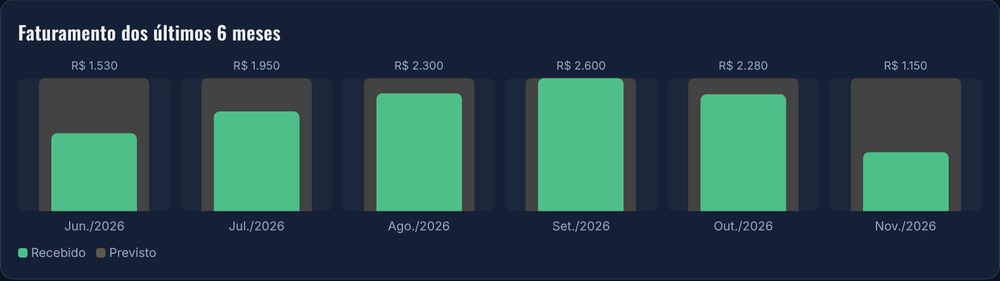 Faturamento dos últimos 6 meses
R$ 1.530 R$ 1.950 R$ 2.300 R$ 2.600 R$ 2.280 R$ 1.150
Jun./2026 Jul./2026 Ago./2026 Set./2026 Out./2026 Nov./2026
Recebido Previsto